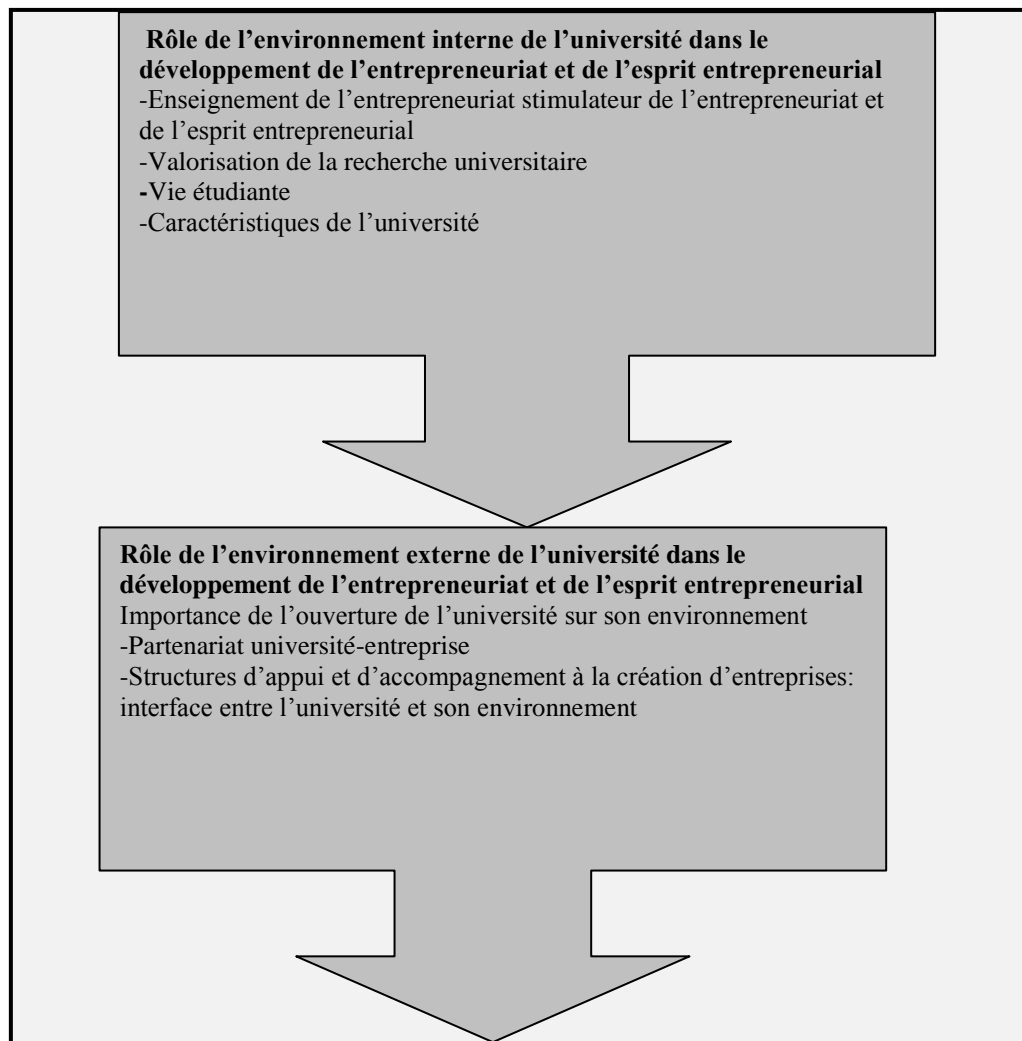 Rôle de l’environnement interne de l’université dans le
développement de l’entrepreneuriat et de l’esprit entrepreneurial
-Enseignement de l’entrepreneuriat stimulateur de l’entrepreneuriat et
de l’esprit entrepreneurial
-Valorisation de la recherche universitaire
-Vie étudiante
-Caractéristiques de l’université
Rôle de l’environnement externe de l’université dans le
développement de l’entrepreneuriat et de l’esprit entrepreneurial
Importance de l’ouverture de l’université sur son environnement
-Partenariat université-entreprise
-Structures d’appui et d’accompagnement à la création d’entreprises:
interface entre l’université et son environnement